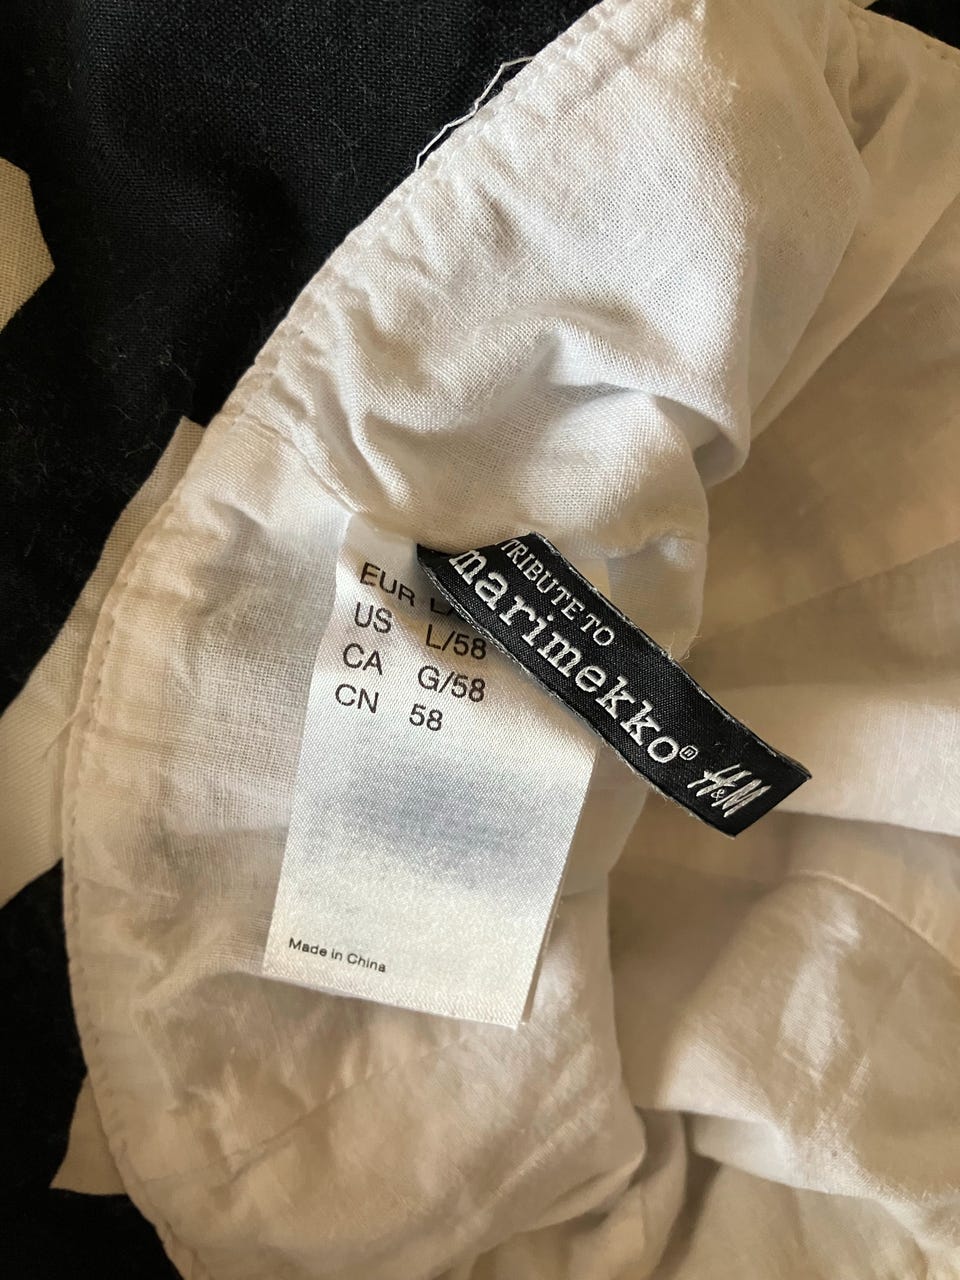 EUR
US L/58
CA G/58
CN 58
Made in China
TRIBUTE TO
marimekko®
H&M